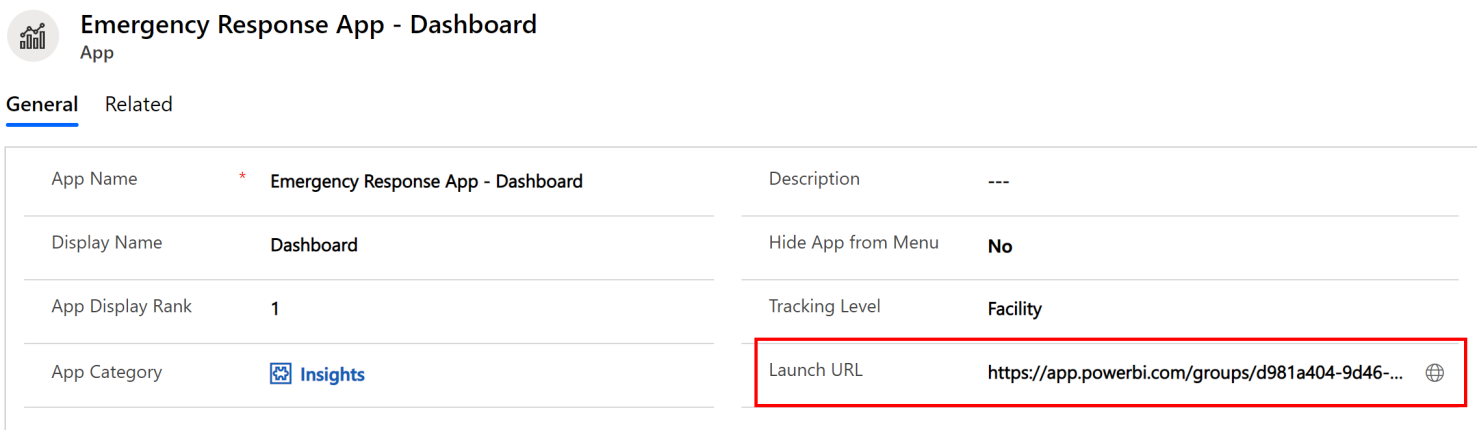 Emergency Response App - Dashboard
App
General Related
App Name * Emergency Response App - Dashboard
Description ---
Display Name Dashboard
Hide App from Menu No
App Display Rank 1
Tracking Level Facility
App Category Insights
Launch URL https://app.powerbi.com/groups/d981a404-9d46-...